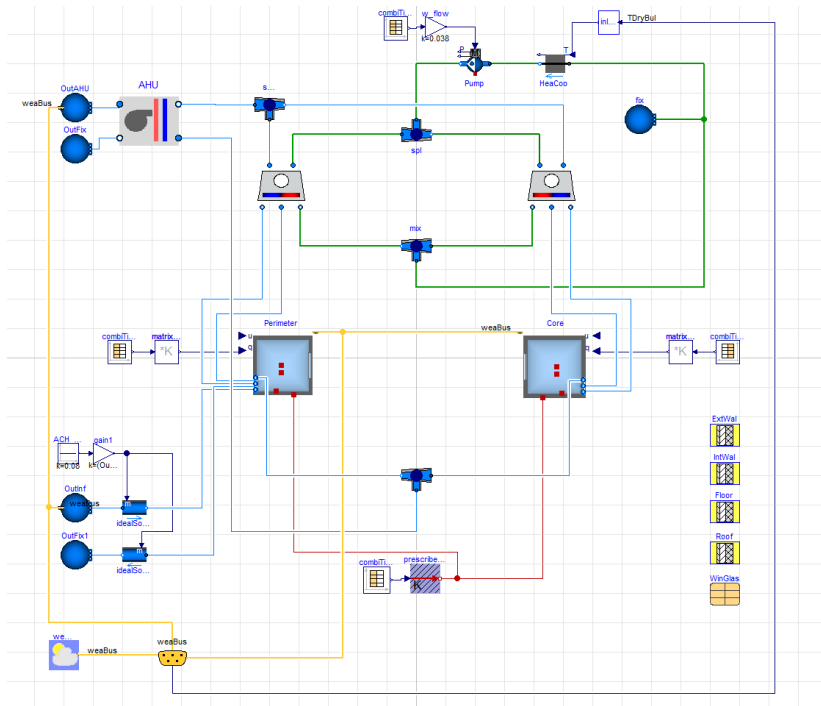 combiTi...
w_flow
k=0.038
P
Pump
T
HeaCoo
inl...
TDryBul
OutAHU
weaBus
AHU
s...
OutFix
spl
fix
mix
Perimeter
weaBus
Core
combiTi...
matrix...
*K
u
q
u
q
matrix...
*K
combiTi...
ACH_...
k=0.08
gain1
k=(Ou...
OutInf
weaBus
idealSo...
OutFix1
idealSo...
ExtWal
IntWal
Floor
Roof
WinGlas
combiTi...
prescribe...
K
we...
weaBus
weaBus